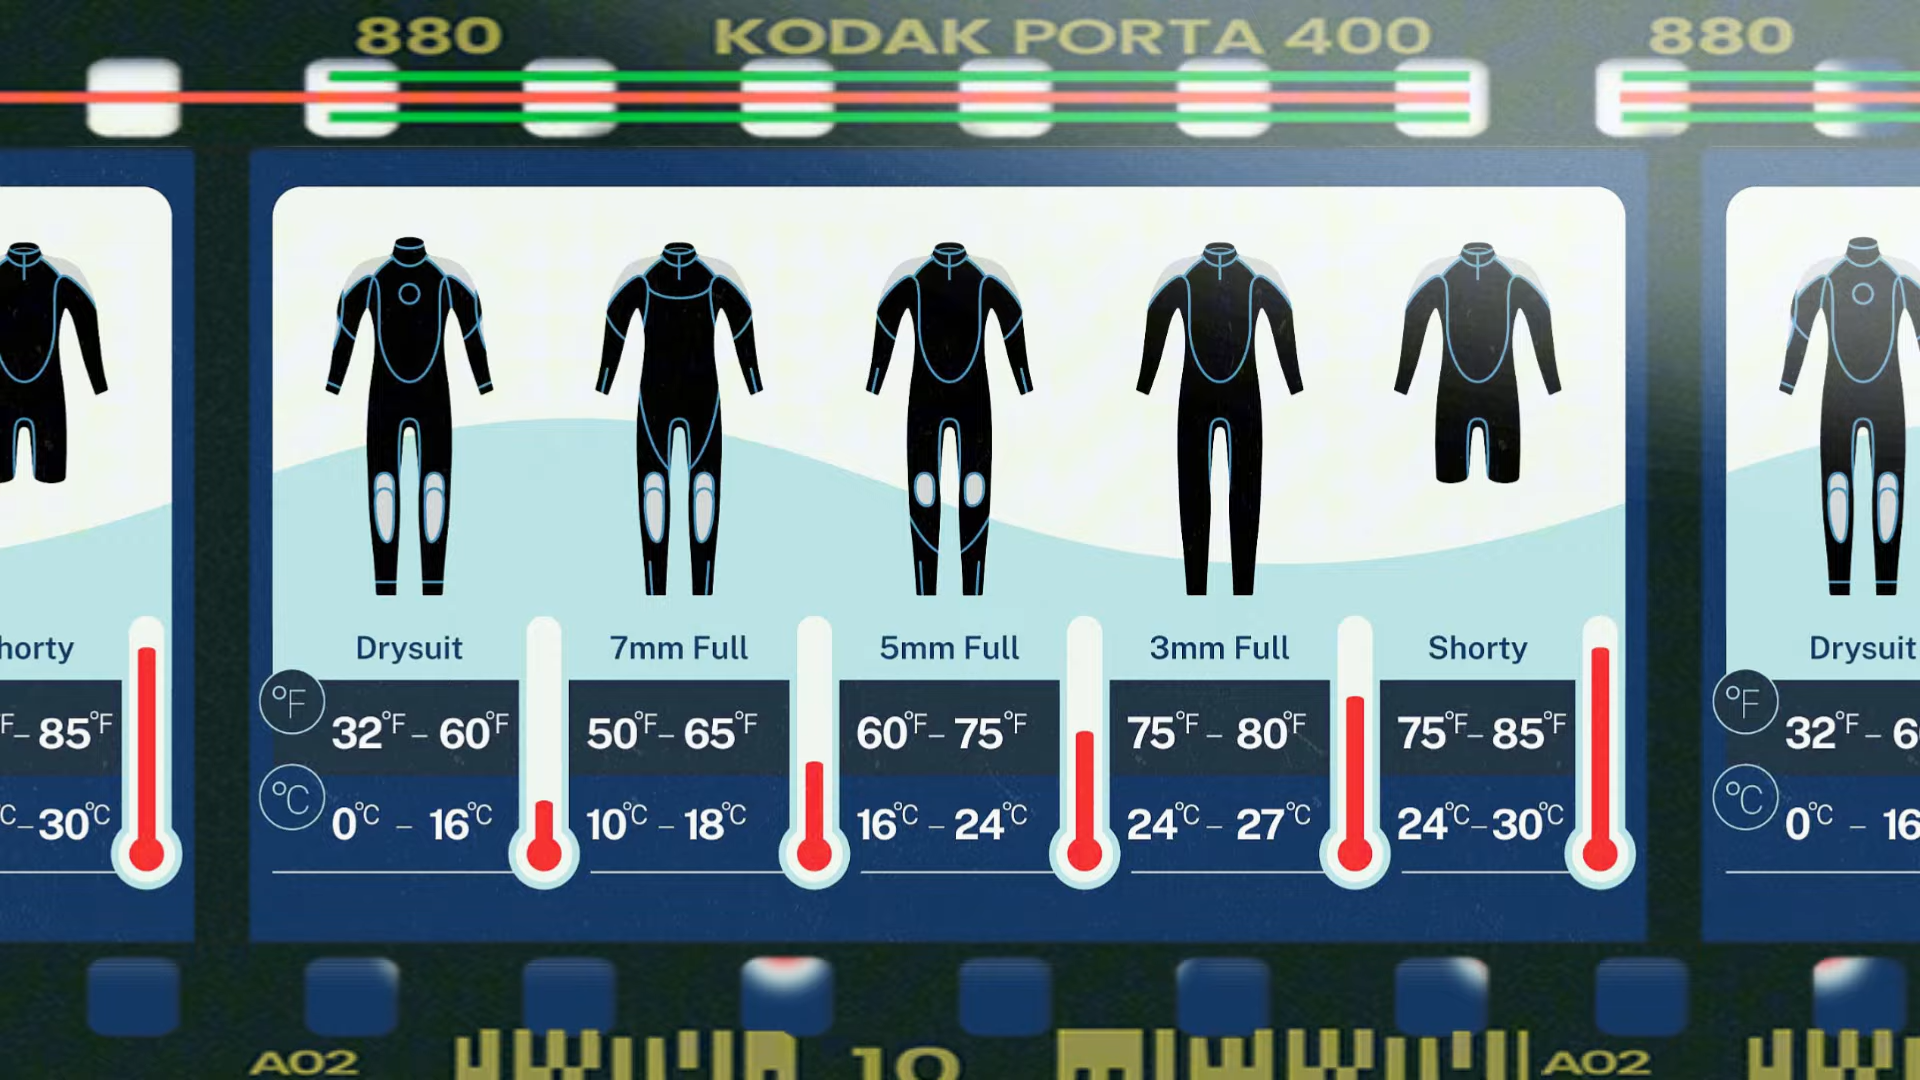 880 KODAK PORTA 400 880
horty Drysuit 7mm Full 5mm Full 3mm Full Shorty Drysuit
°F – 85°F °F 32°F – 60°F 50°F – 65°F 60°F – 75°F 75°F – 80°F 75°F – 85°F °F 32°F – 6
°C – 30°C °C 0°C – 16°C 10°C – 18°C 16°C – 24°C 24°C – 27°C 24°C – 30°C °C 0°C – 16
A02 10 A02